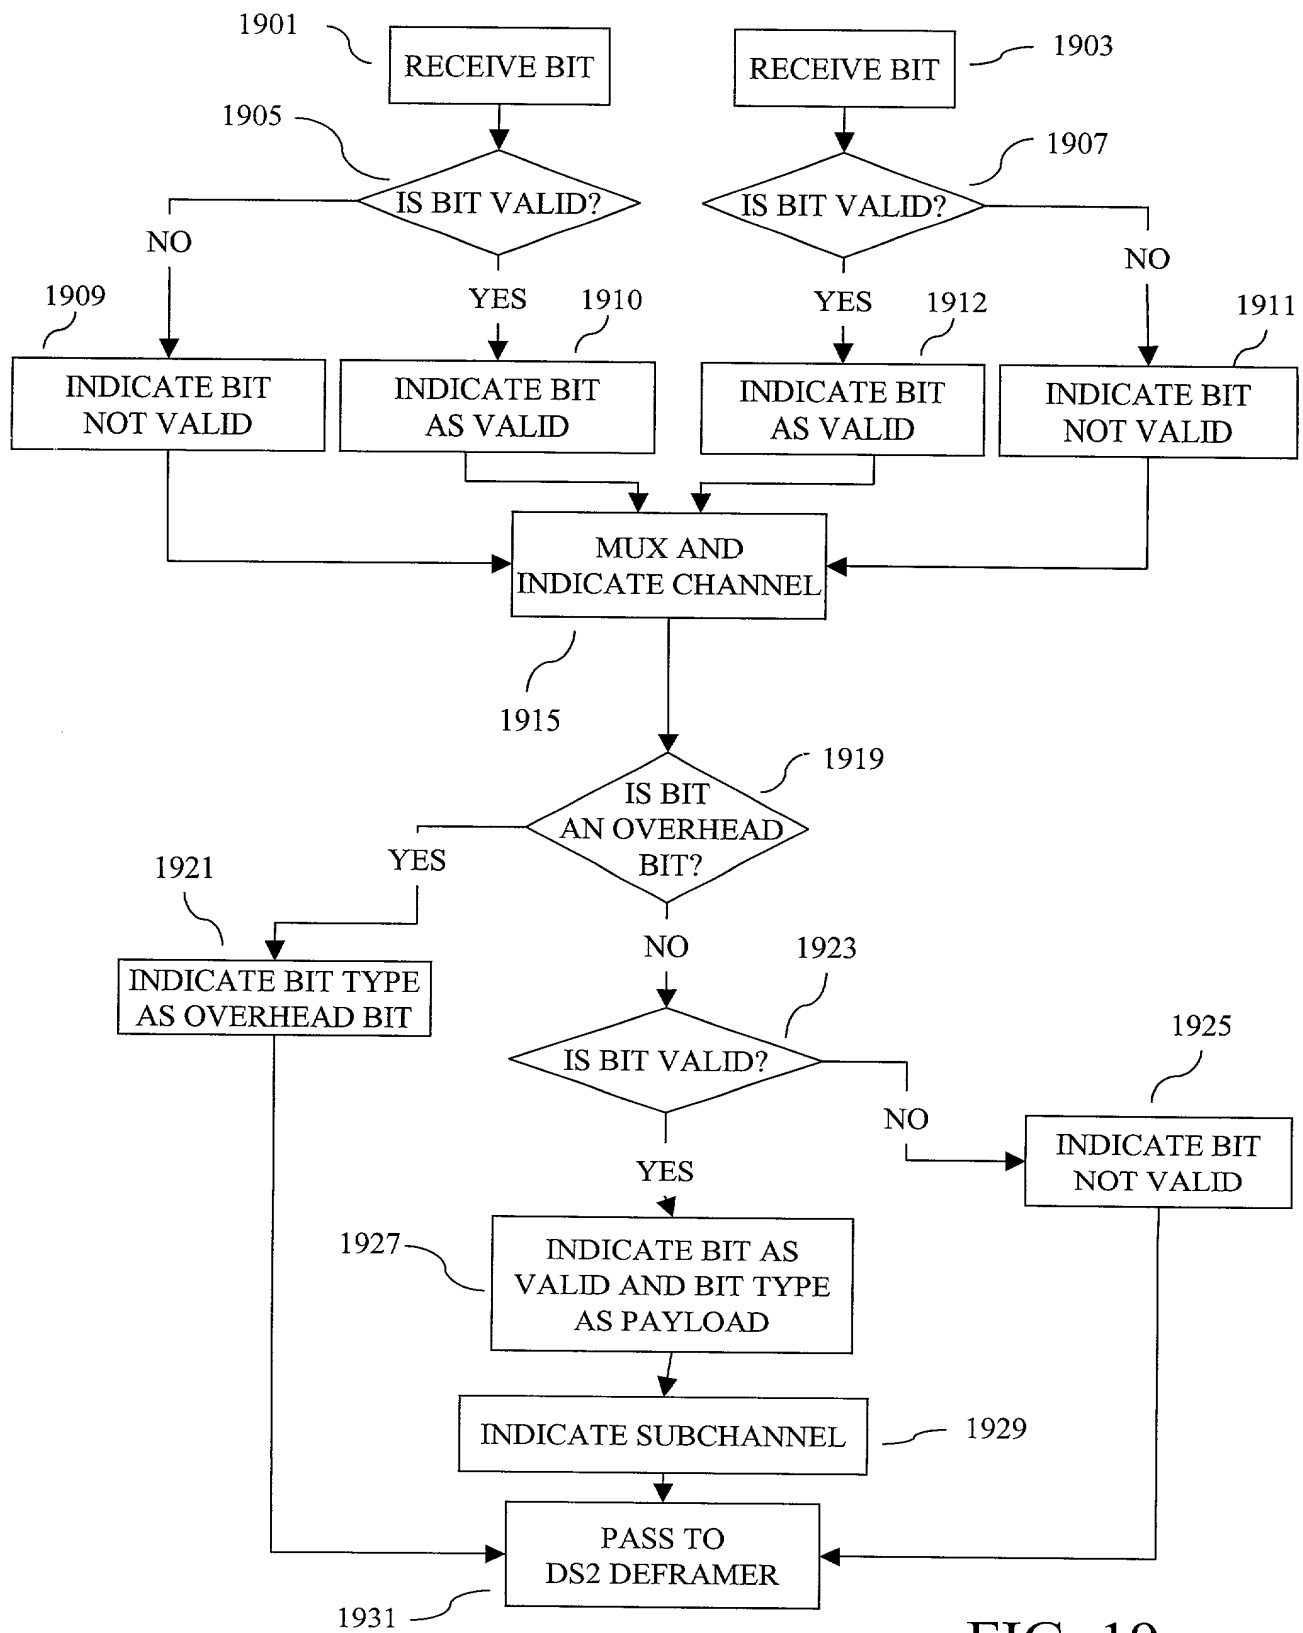 1901
RECEIVE BIT
RECEIVE BIT
1903
1905
IS BIT VALID?
IS BIT VALID?
1907
NO
YES
YES
NO
1909
1910
1912
1911
INDICATE BIT
NOT VALID
INDICATE BIT
AS VALID
INDICATE BIT
AS VALID
INDICATE BIT
NOT VALID
MUX AND
INDICATE CHANNEL
1915
1919
IS BIT
AN OVERHEAD
BIT?
YES
1921
NO
1923
INDICATE BIT TYPE
AS OVERHEAD BIT
IS BIT VALID?
1925
NO
INDICATE BIT
NOT VALID
YES
1927
INDICATE BIT AS
VALID AND BIT TYPE
AS PAYLOAD
INDICATE SUBCHANNEL
1929
PASS TO
DS2 DEFRAMER
1931
FIG. 19